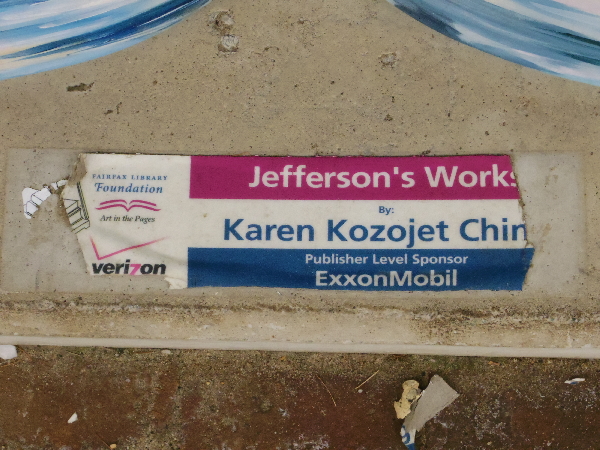 FAIRFAX LIBRARY
Foundation
Art in the Pages
verizon
Jefferson's Works
By:
Karen Kozojet Chin
Publisher Level Sponsor
ExxonMobil